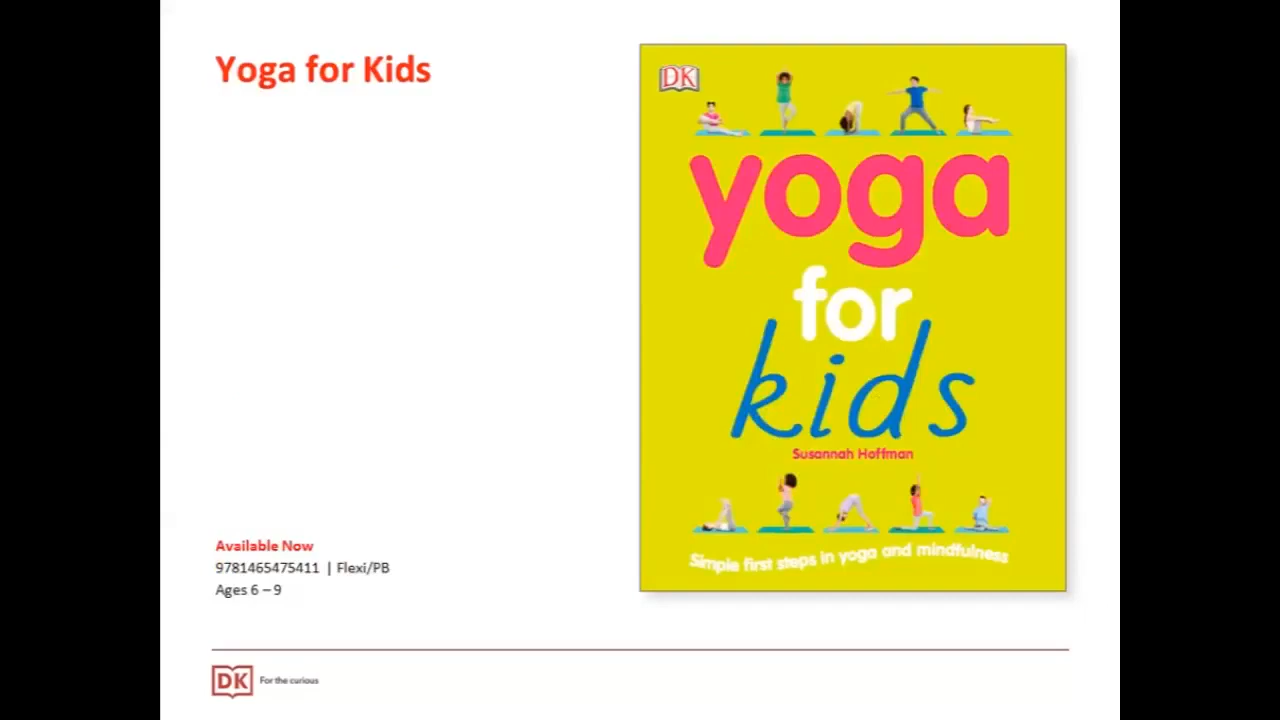 Yoga for Kids
DK
yoga
for
kids
Susannah Hoffman
Simple first steps in yoga and mindfulness
Available Now
9781465475411 | Flexi/PB
Ages 6 – 9
DK For the curious